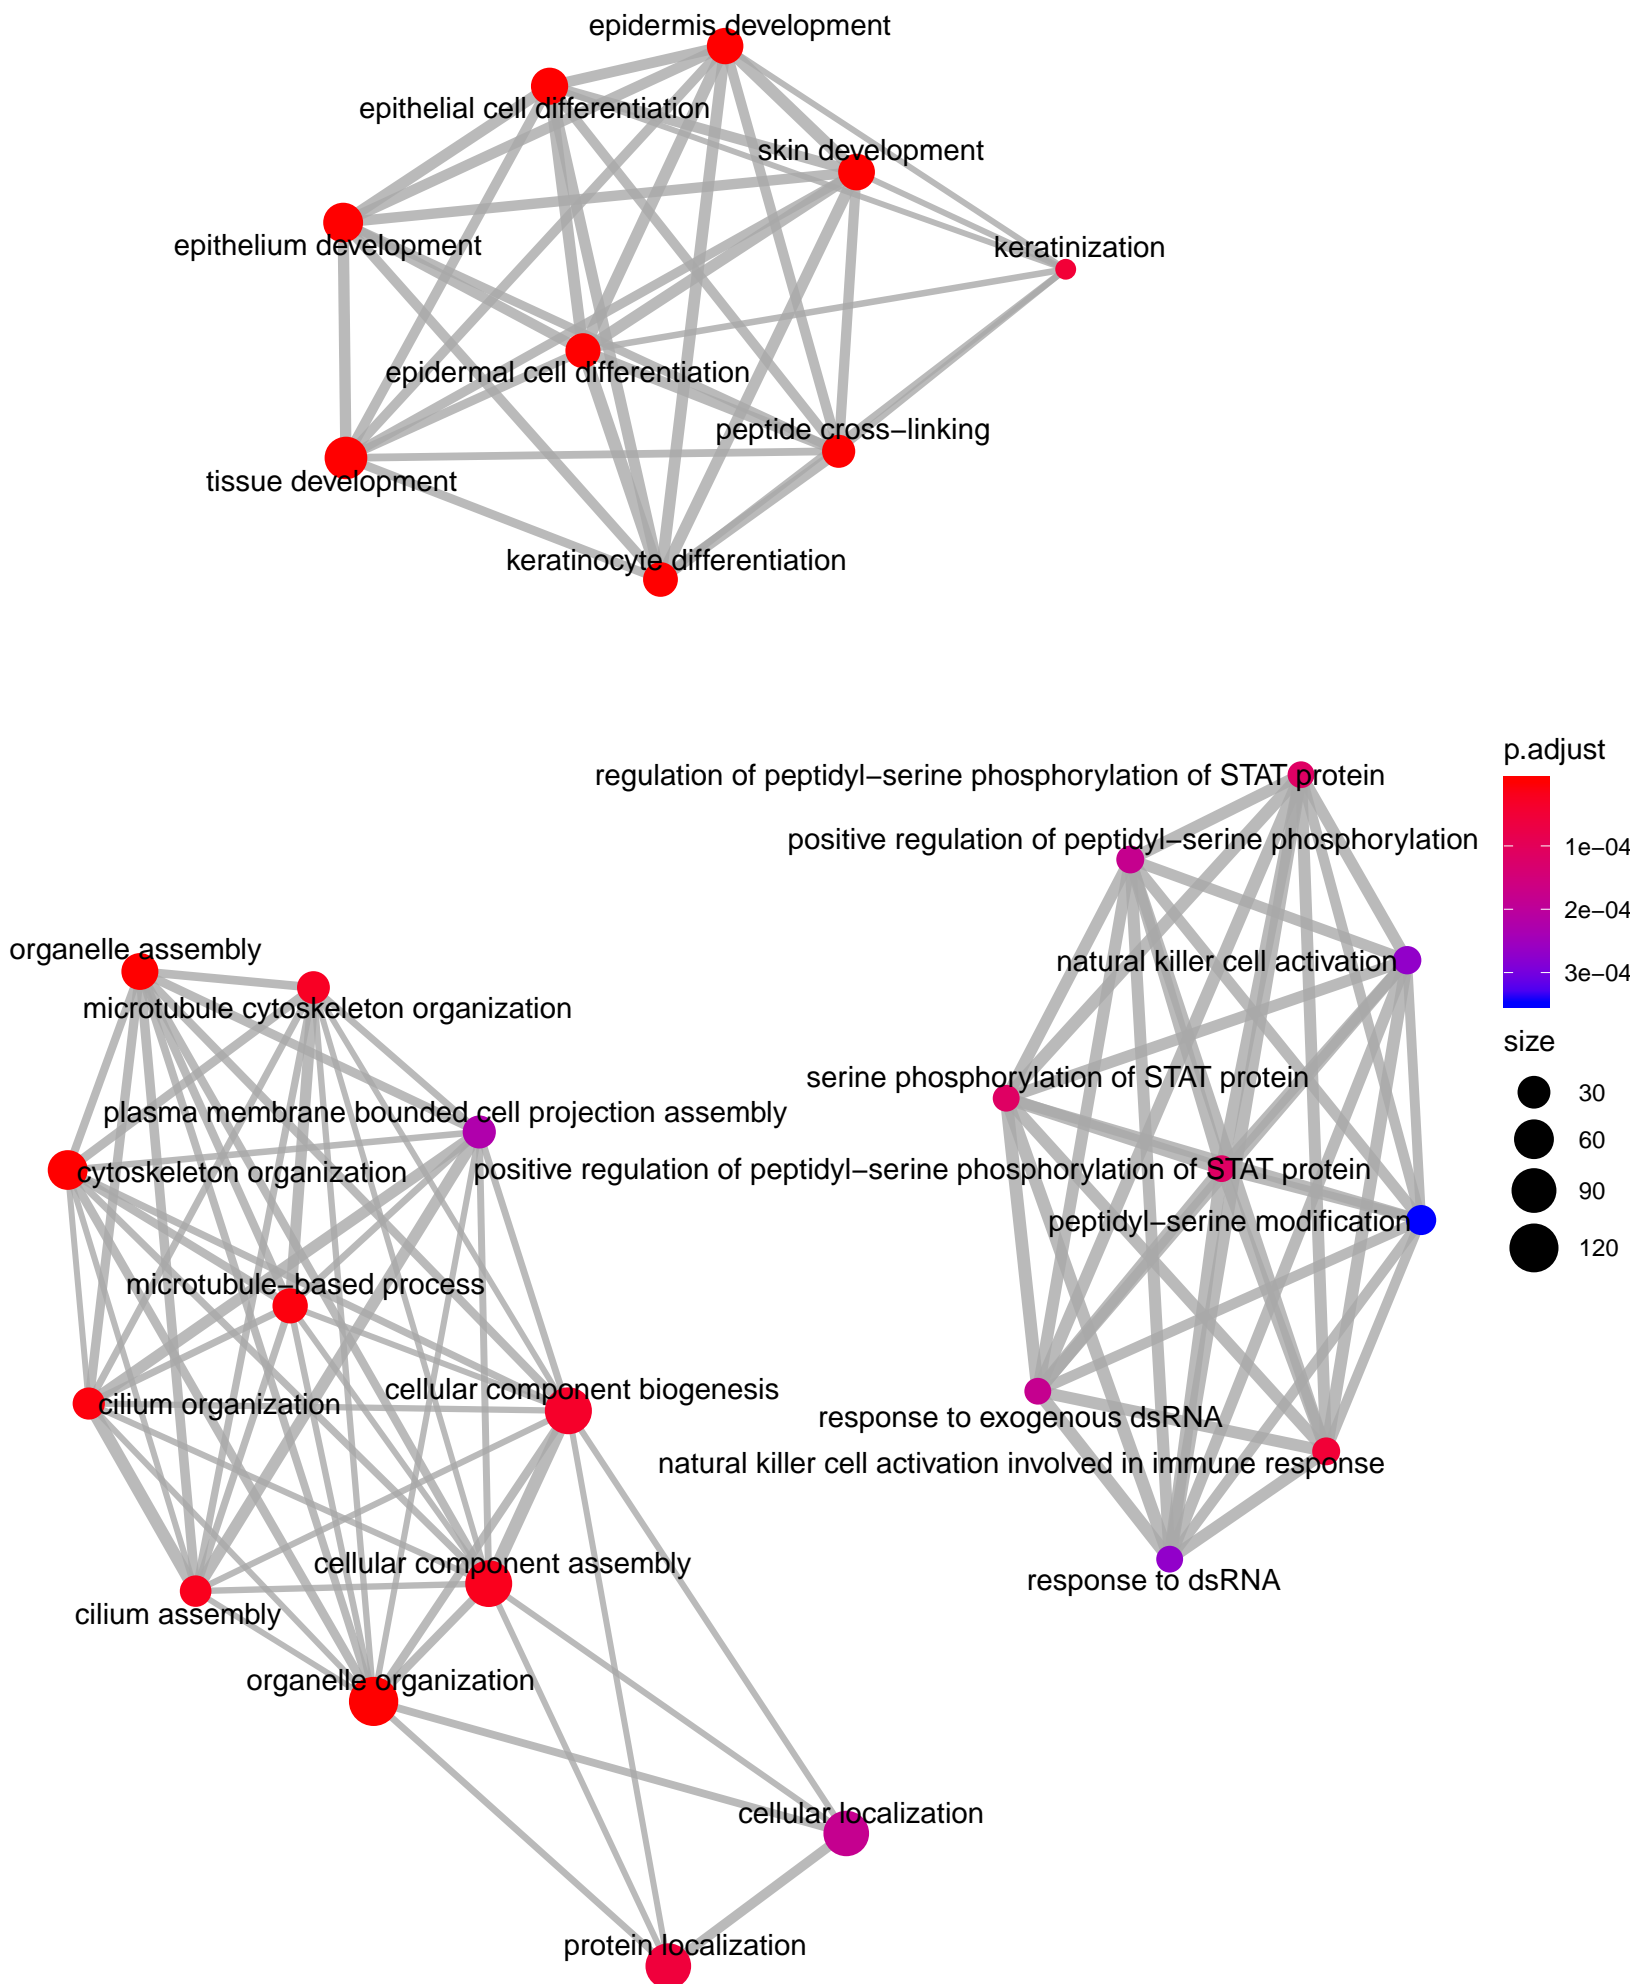 epidermis development
epithelial cell differentiation
skin development
epithelium development
keratinization
epidermal cell differentiation
peptide cross−linking
tissue development
keratinocyte differentiation
p.adjust
regulation of peptidyl−serine phosphorylation of STAT protein
positive regulation of peptidyl−serine phosphorylation
1e−04
2e−04
organelle assembly
natural killer cell activation
3e−04
microtubule cytoskeleton organization
size
serine phosphorylation of STAT protein
30
plasma membrane bounded cell projection assembly
60
cytoskeleton organization
positive regulation of peptidyl−serine phosphorylation of STAT protein
90
peptidyl−serine modification
120
microtubule−based process
cellular component biogenesis
cilium organization
response to exogenous dsRNA
natural killer cell activation involved in immune response
cellular component assembly
response to dsRNA
cilium assembly
organelle organization
cellular localization
protein localization